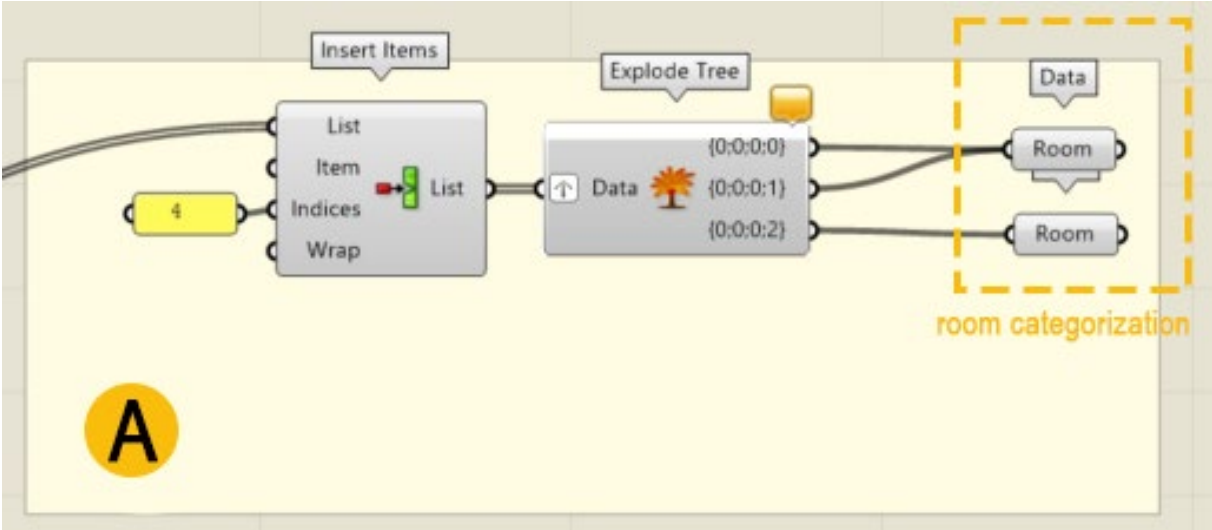 Insert Items
Explode Tree
Data
List
Item
Indices
Wrap
List
4
Data
{0;0;0;0}
{0;0;0;1}
{0;0;0;2}
Room
Room
room categorization
A